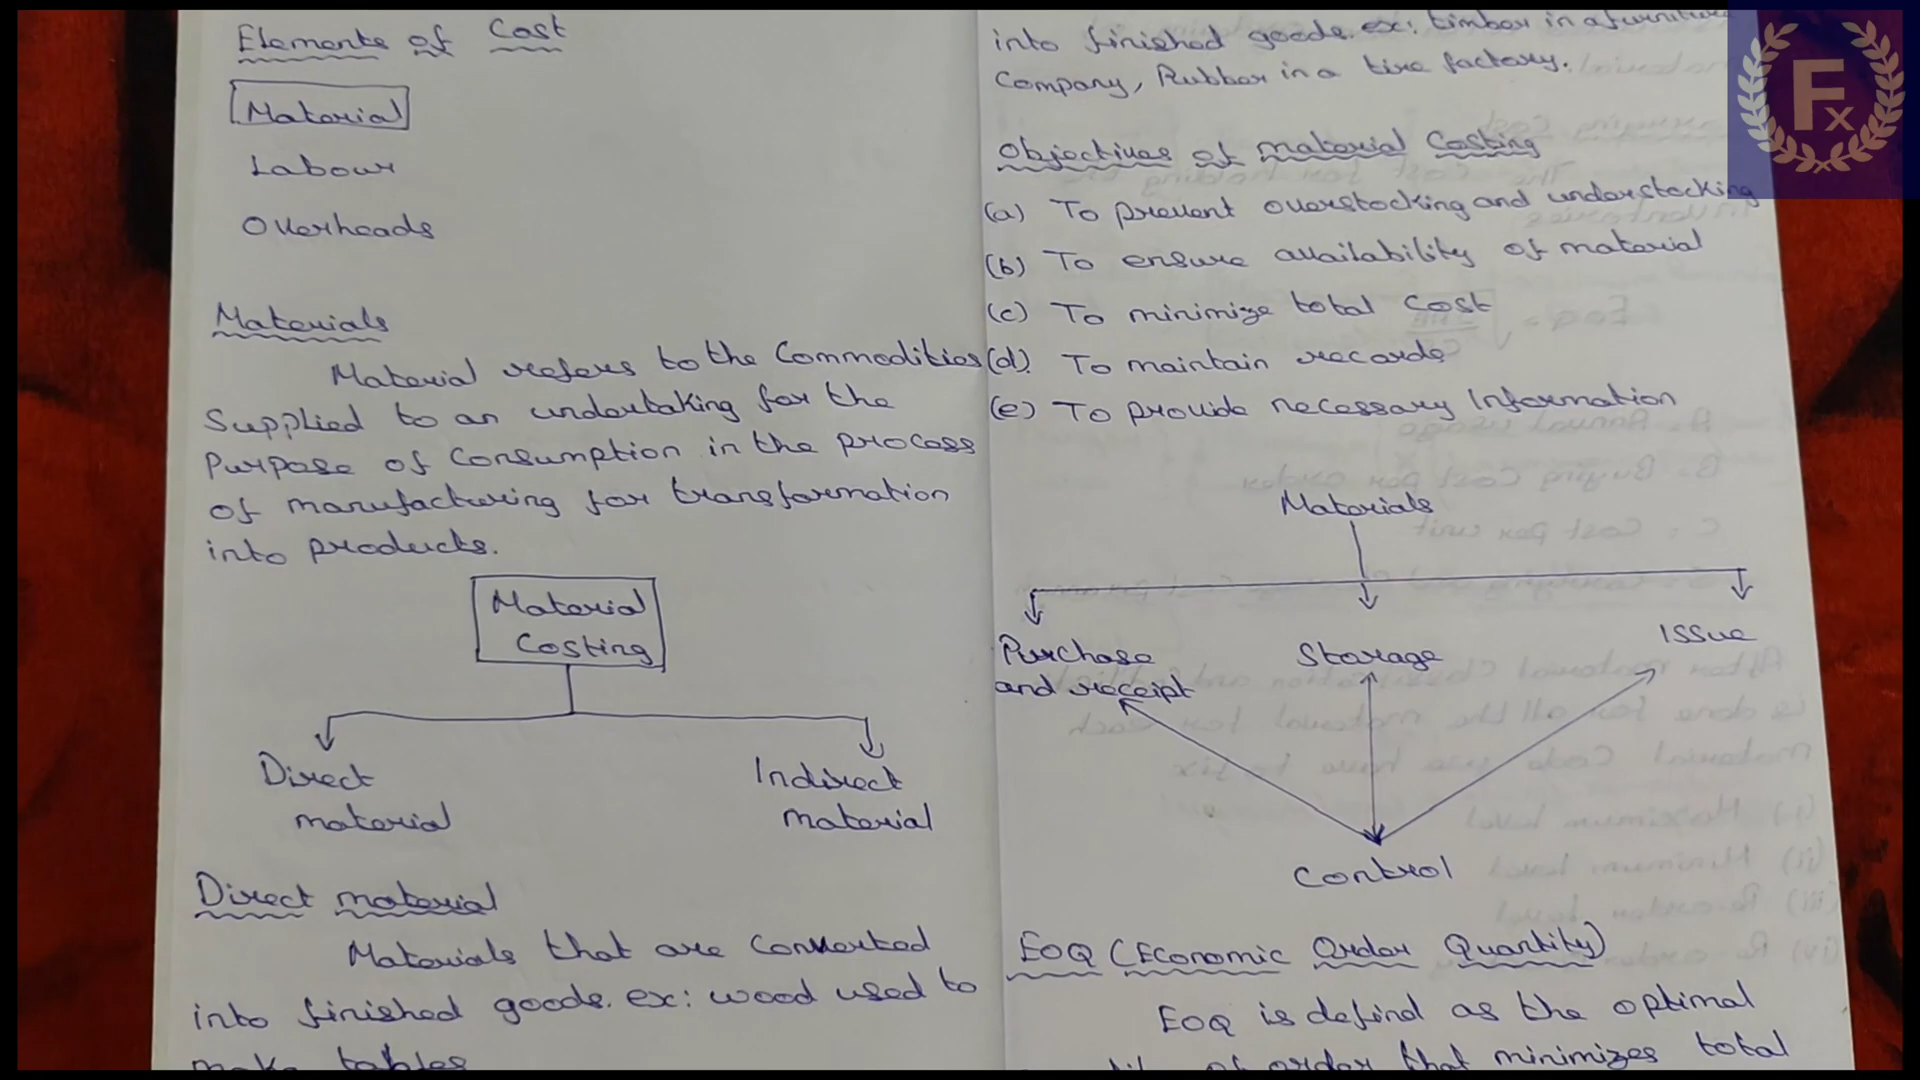 Elements of Cost
Material
Labour
Overheads
Materials
Material refers to the Commodities
Supplied to an undertaking for the
Purpose of Consumption in the process
of manufacturing for transformation
into products.
Material
Costing
Direct
material
Indirect
material
Direct material
Materials that are converted
into finished goods. ex: wood used to
make tables
into finished goods. ex: timber in a furniture
Company, Rubber in a tire factory.
Objectives of material Costing
(a) To prevent overstocking and understocking
(b) To ensure availability of material
(c) To minimize total Cost
(d) To maintain records
(e) To provide necessary Information
Materials
Purchase
and receipt
Storage
Issue
Control
EOQ (Economic Order Quantity)
EOQ is defind as the optimal
of order that minimizes total
Fx